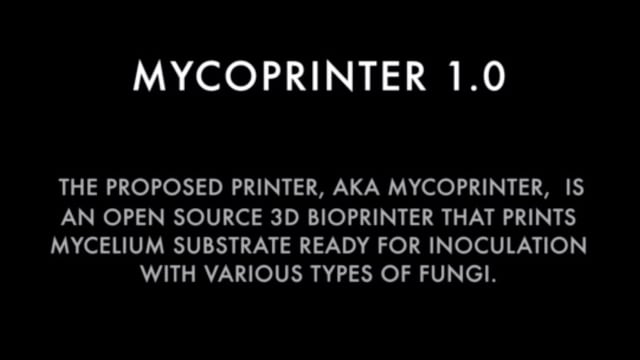 MYCOPRINTER 1.0
THE PROPOSED PRINTER, AKA MYCOPRINTER, IS
AN OPEN SOURCE 3D BIOPRINTER THAT PRINTS
MYCELIUM SUBSTRATE READY FOR INOCULATION
WITH VARIOUS TYPES OF FUNGI.